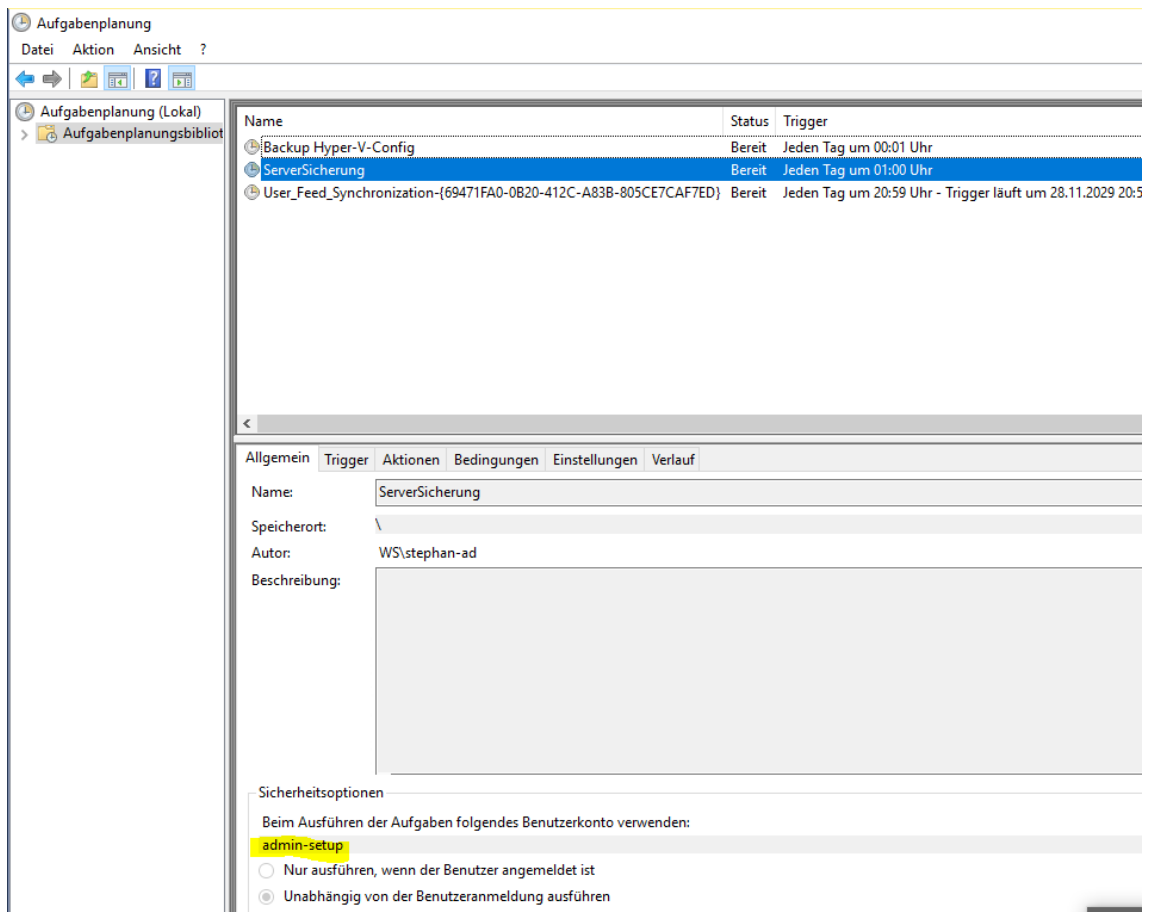 Aufgabenplanung
Datei Aktion Ansicht ?
Aufgabenplanung (Lokal)
Aufgabenplanungsbibliot
Name Status Trigger
Backup Hyper-V-Config Bereit Jeden Tag um 00:01 Uhr
ServerSicherung Bereit Jeden Tag um 01:00 Uhr
User_Feed_Synchronization-{69471FA0-0B20-412C-A83B-805CE7CAF7ED} Bereit Jeden Tag um 20:59 Uhr - Trigger läuft um 28.11.2029 20:5
Allgemein Trigger Aktionen Bedingungen Einstellungen Verlauf
Name: ServerSicherung
Speicherort: \
Autor: WS\stephan-ad
Beschreibung:
Sicherheitsoptionen
Beim Ausführen der Aufgaben folgendes Benutzerkonto verwenden:
admin-setup
Nur ausführen, wenn der Benutzer angemeldet ist
Unabhängig von der Benutzeranmeldung ausführen